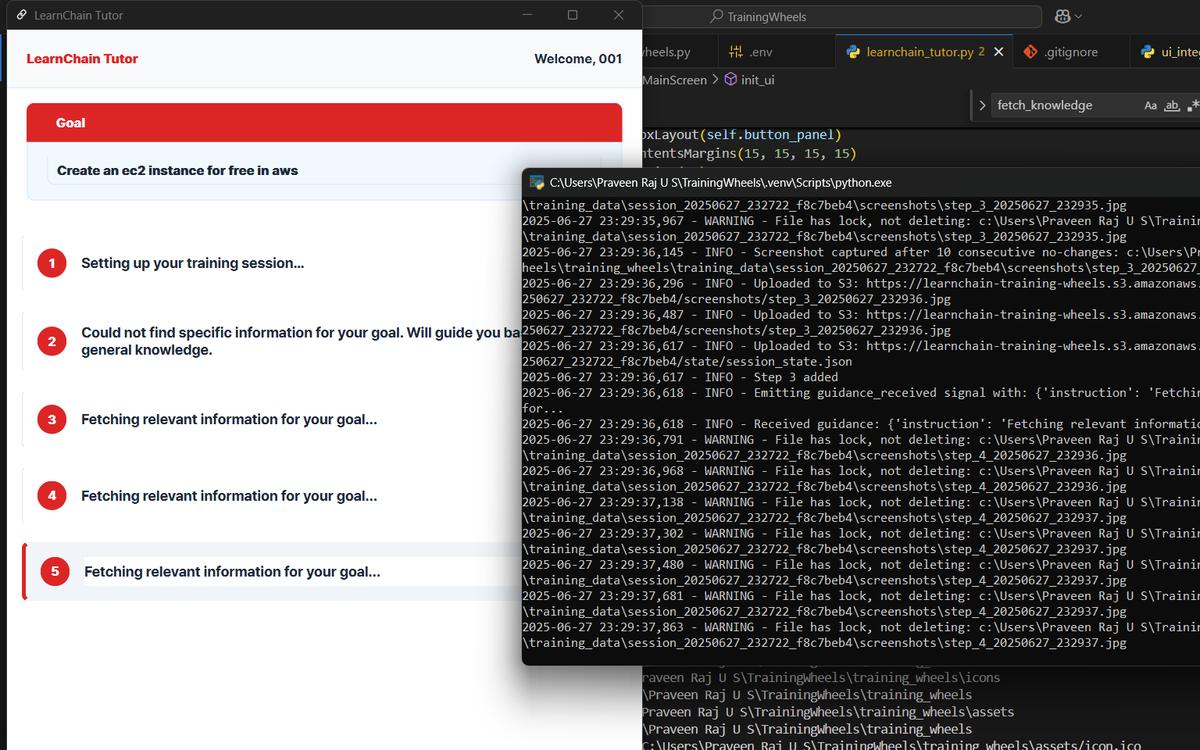 LearnChain Tutor
LearnChain Tutor
Welcome, 001
Goal
Create an ec2 instance for free in aws
1 Setting up your training session...
2 Could not find specific information for your goal. Will guide you ba
general knowledge.
3 Fetching relevant information for your goal...
4 Fetching relevant information for your goal...
5 Fetching relevant information for your goal...
TrainingWheels
heels.py
.env
learnchain_tutor.py 2
.gitignore
ui_integ
MainScreen > init_ui
fetch_knowledge
Aa ab .*
oxLayout(self.button_panel)
ntentsMargins(15, 15, 15, 15)
C:\Users\Praveen Raj U S\TrainingWheels\.venv\Scripts\python.exe
\training_data\session_20250627_232722_f8c7beb4\screenshots\step_3_20250627_232935.jpg
2025-06-27 23:29:35,967 - WARNING - File has lock, not deleting: c:\Users\Praveen Raj U S\Trainin
\training_data\session_20250627_232722_f8c7beb4\screenshots\step_3_20250627_232935.jpg
2025-06-27 23:29:36,145 - INFO - Screenshot captured after 10 consecutive no-changes: c:\Users\Pr
heels\training_wheels\training_data\session_20250627_232722_f8c7beb4\screenshots\step_3_20250627_
2025-06-27 23:29:36,296 - INFO - Uploaded to S3: https://learnchain-training-wheels.s3.amazonaws.
250627_232722_f8c7beb4/screenshots/step_3_20250627_232936.jpg
2025-06-27 23:29:36,487 - INFO - Uploaded to S3: https://learnchain-training-wheels.s3.amazonaws.
250627_232722_f8c7beb4/screenshots/step_3_20250627_232936.jpg
2025-06-27 23:29:36,617 - INFO - Uploaded to S3: https://learnchain-training-wheels.s3.amazonaws.
250627_232722_f8c7beb4/state/session_state.json
2025-06-27 23:29:36,617 - INFO - Step 3 added
2025-06-27 23:29:36,618 - INFO - Emitting guidance_received signal with: {'instruction': 'Fetchin
for...
2025-06-27 23:29:36,618 - INFO - Received guidance: {'instruction': 'Fetching relevant informatio
2025-06-27 23:29:36,791 - WARNING - File has lock, not deleting: c:\Users\Praveen Raj U S\Trainin
\training_data\session_20250627_232722_f8c7beb4\screenshots\step_4_20250627_232936.jpg
2025-06-27 23:29:36,968 - WARNING - File has lock, not deleting: c:\Users\Praveen Raj U S\Trainin
\training_data\session_20250627_232722_f8c7beb4\screenshots\step_4_20250627_232936.jpg
2025-06-27 23:29:37,138 - WARNING - File has lock, not deleting: c:\Users\Praveen Raj U S\Trainin
\training_data\session_20250627_232722_f8c7beb4\screenshots\step_4_20250627_232937.jpg
2025-06-27 23:29:37,302 - WARNING - File has lock, not deleting: c:\Users\Praveen Raj U S\Trainin
\training_data\session_20250627_232722_f8c7beb4\screenshots\step_4_20250627_232937.jpg
2025-06-27 23:29:37,480 - WARNING - File has lock, not deleting: c:\Users\Praveen Raj U S\Trainin
\training_data\session_20250627_232722_f8c7beb4\screenshots\step_4_20250627_232937.jpg
2025-06-27 23:29:37,681 - WARNING - File has lock, not deleting: c:\Users\Praveen Raj U S\Trainin
\training_data\session_20250627_232722_f8c7beb4\screenshots\step_4_20250627_232937.jpg
2025-06-27 23:29:37,863 - WARNING - File has lock, not deleting: c:\Users\Praveen Raj U S\Trainin
\training_data\session_20250627_232722_f8c7beb4\screenshots\step_4_20250627_232937.jpg
raveen Raj U S\TrainingWheels\training_wheels\icons
\Praveen Raj U S\TrainingWheels\training_wheels
Praveen Raj U S\TrainingWheels\training_wheels\assets
\Praveen Raj U S\TrainingWheels\training_wheels
C:\Users\Praveen Raj U S\TrainingWheels\training_wheels\assets/icon.ico